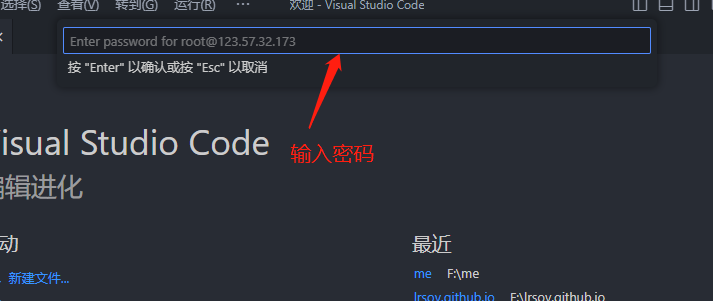 选择(S) 查看(V) 转到(G) 运行(R) ··· 欢迎 - Visual Studio Code
Enter password for root@123.57.32.173
按 "Enter" 以确认或按 "Esc" 以取消
isual Studio Code
输入密码
编辑进化
动
最近
新建文件...
me F:\me
lrsoy.github.io F:\lrsoy.github.io